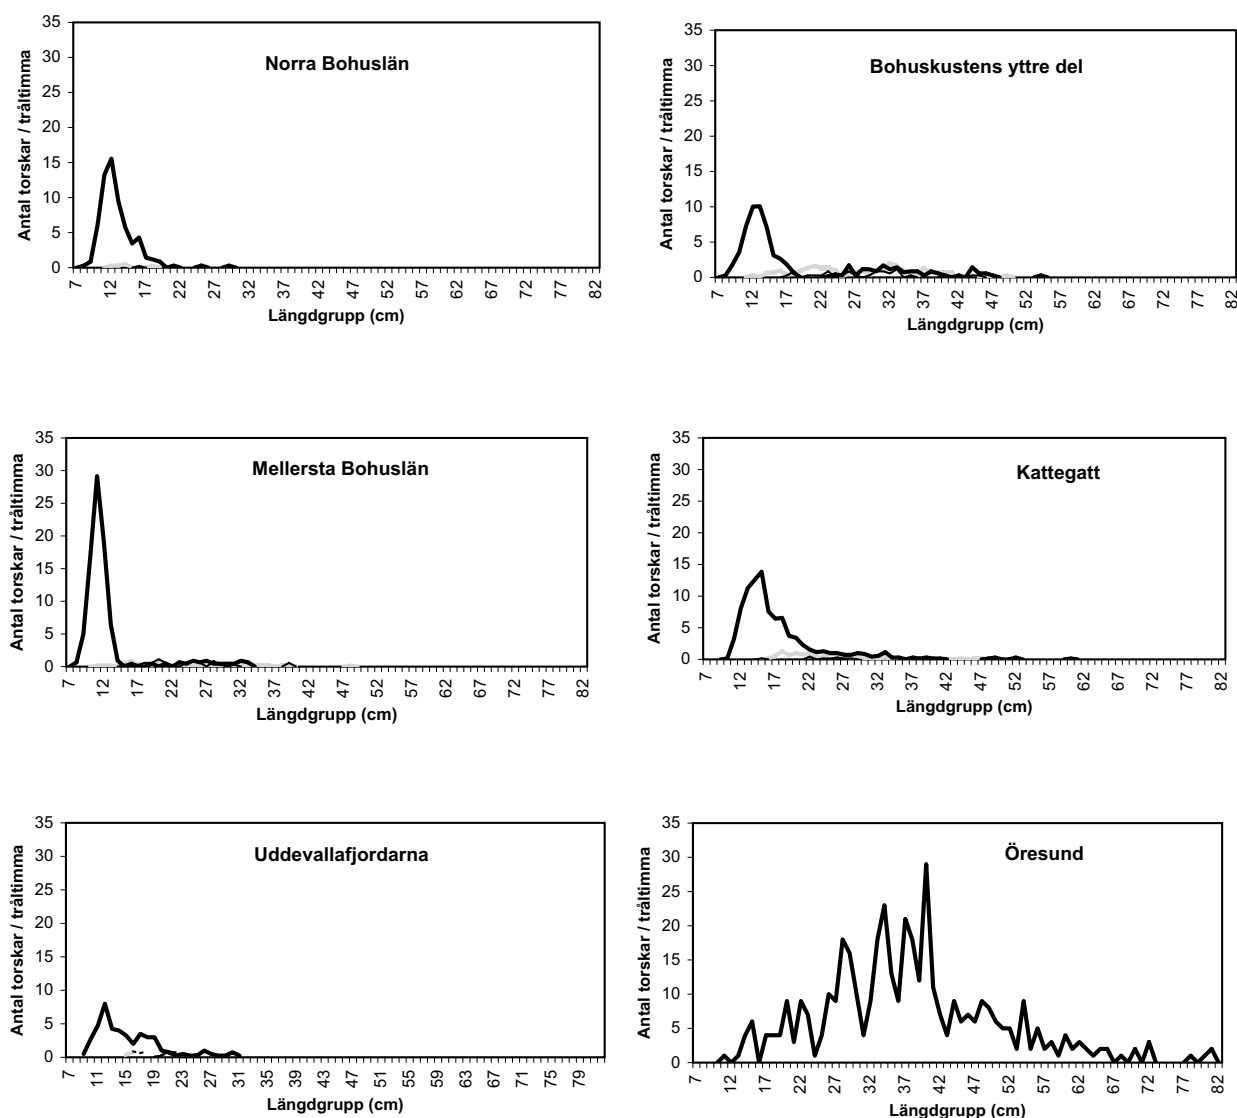 Norra Bohuslän
Antal torskar / tråltimma
35
30
25
20
15
10
5
0
7 12 17 22 27 32 37 42 47 52 57 62 67 72 77 82
Längdgrupp (cm)
Bohuskustens yttre del
Antal torskar / tråltimma
35
30
25
20
15
10
5
0
7 12 17 22 27 32 37 42 47 52 57 62 67 72 77 82
Längdgrupp (cm)
Mellersta Bohuslän
Antal torskar / tråltimma
35
30
25
20
15
10
5
0
7 12 17 22 27 32 37 42 47 52 57 62 67 72 77 82
Längdgrupp (cm)
Kattegatt
Antal torskar / tråltimma
35
30
25
20
15
10
5
0
7 12 17 22 27 32 37 42 47 52 57 62 67 72 77 82
Längdgrupp (cm)
Uddevallafjordarna
Antal torskar / tråltimma
35
30
25
20
15
10
5
0
7 11 15 19 23 27 31 35 39 43 47 51 55 59 63 67 71 75 79
Längdgrupp (cm)
Öresund
Antal torskar / tråltimma
35
30
25
20
15
10
5
0
7 12 17 22 27 32 37 42 47 52 57 62 67 72 77 82
Längdgrupp (cm)